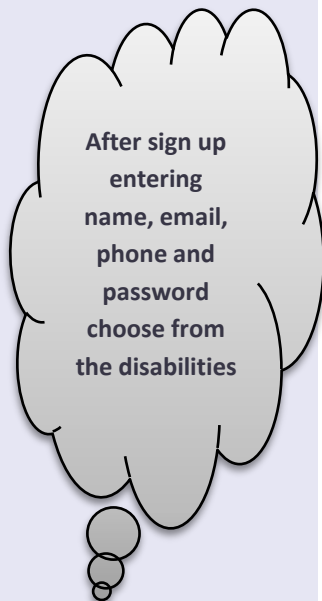 After sign up
entering
name, email,
phone and
password
choose from
the disabilities